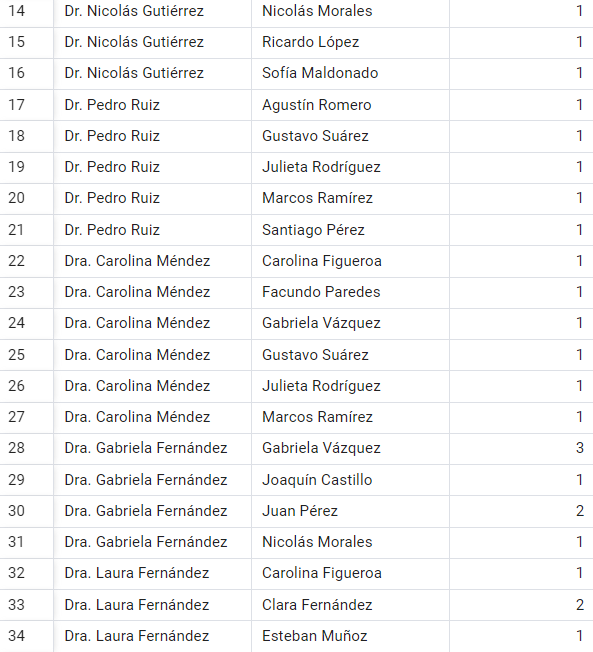 14 Dr. Nicolás Gutiérrez Nicolás Morales 1
15 Dr. Nicolás Gutiérrez Ricardo López 1
16 Dr. Nicolás Gutiérrez Sofía Maldonado 1
17 Dr. Pedro Ruiz Agustín Romero 1
18 Dr. Pedro Ruiz Gustavo Suárez 1
19 Dr. Pedro Ruiz Julieta Rodríguez 1
20 Dr. Pedro Ruiz Marcos Ramírez 1
21 Dr. Pedro Ruiz Santiago Pérez 1
22 Dra. Carolina Méndez Carolina Figueroa 1
23 Dra. Carolina Méndez Facundo Paredes 1
24 Dra. Carolina Méndez Gabriela Vázquez 1
25 Dra. Carolina Méndez Gustavo Suárez 1
26 Dra. Carolina Méndez Julieta Rodríguez 1
27 Dra. Carolina Méndez Marcos Ramírez 1
28 Dra. Gabriela Fernández Gabriela Vázquez 3
29 Dra. Gabriela Fernández Joaquín Castillo 1
30 Dra. Gabriela Fernández Juan Pérez 2
31 Dra. Gabriela Fernández Nicolás Morales 1
32 Dra. Laura Fernández Carolina Figueroa 1
33 Dra. Laura Fernández Clara Fernández 2
34 Dra. Laura Fernández Esteban Muñoz 1